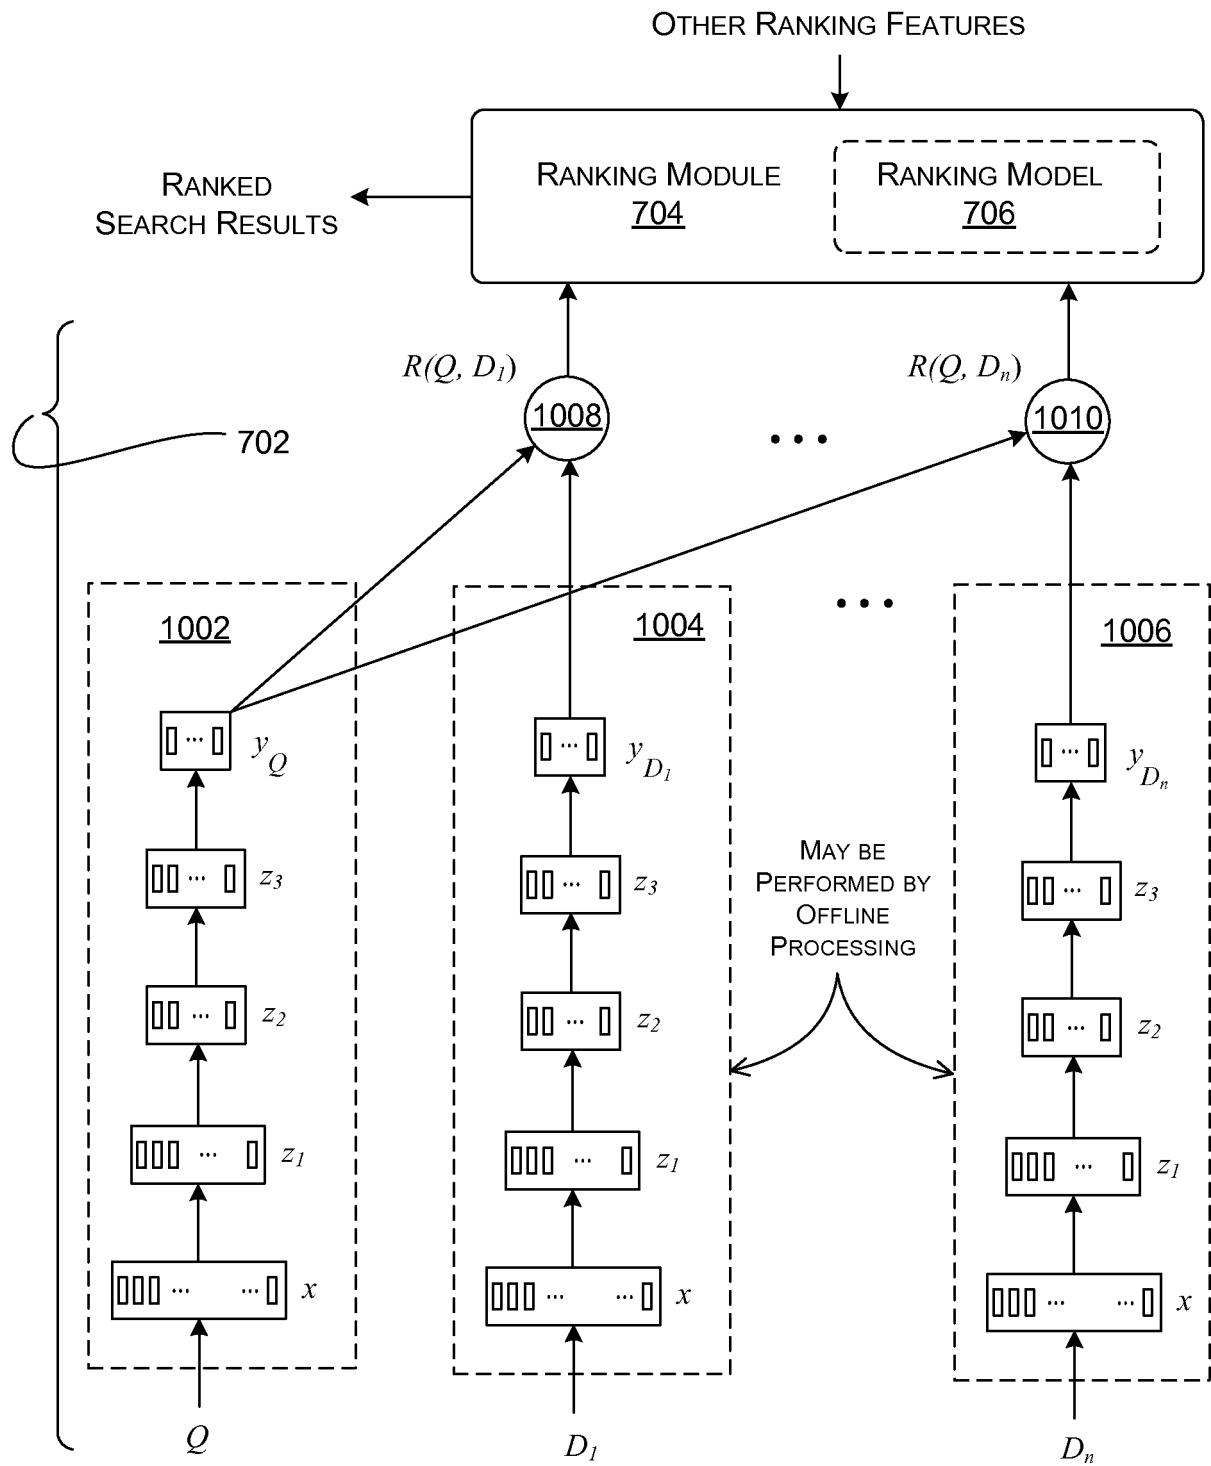 OTHER RANKING FEATURES
RANKING MODULE
704
RANKING MODEL
706
RANKED
SEARCH RESULTS
R(Q, D1)
R(Q, Dn)
1008
1010
...
702
1002
1004
...
1006
... yQ
... yD1
... yDn
... z3
... z3
... z3
MAY BE
PERFORMED BY
OFFLINE
PROCESSING
... z2
... z2
... z2
... z1
... z1
... z1
... ... x
... ... x
... ... x
Q
D1
Dn